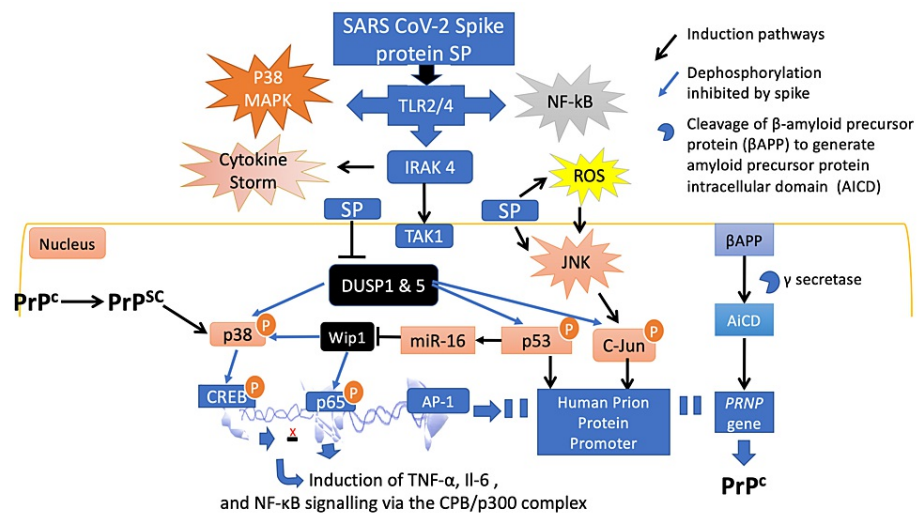 SARS CoV-2 Spike
protein SP
P38
MAPK
TLR2/4
NF-kB
Induction pathways
Dephosphorylation
inhibited by spike
Cleavage of β-amyloid precursor
protein (βAPP) to generate
amyloid precursor protein
intracellular domain (AICD)
Cytokine
Storm
IRAK 4
ROS
SP
SP
TAK1
Nucleus
JNK
βAPP
γ secretase
DUSP1 & 5
PrPᶜ
PrPˢᶜ
AiCD
p38
P
Wip1
miR-16
p53
P
C-Jun
P
CREB
P
p65
P
AP-1
Human Prion
Protein
Promoter
PRNP
gene
X
Induction of TNF-α, Il-6 ,
and NF-κB signalling via the CPB/p300 complex
PrPᶜ